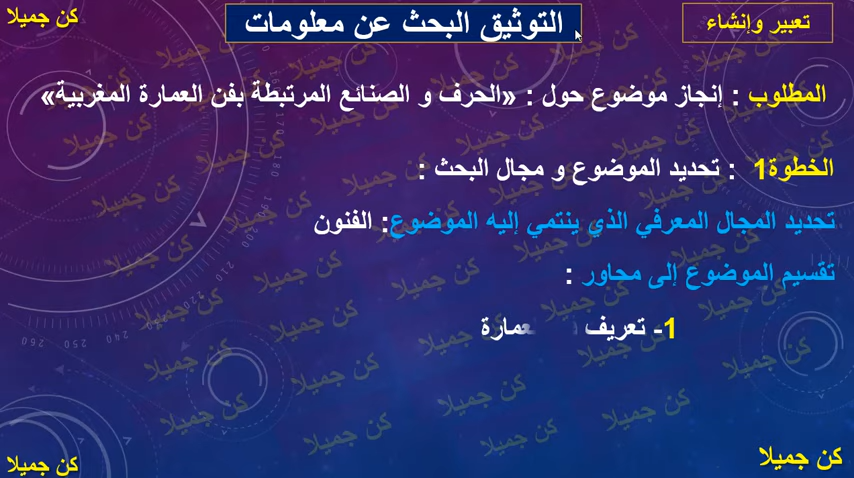 كن جميلا
التوثيق البحث عن معلومات
تعبير وإنشاء
المطلوب : إنجاز موضوع حول : «الحرف و الصنائع المرتبطة بفن العمارة المغربية»
الخطوة1 : تحديد الموضوع و مجال البحث :
تحديد المجال المعرفي الذي ينتمي إليه الموضوع: الفنون
تقسيم الموضوع إلى محاور :
1- تعريف عمارة
كن جميلا
كن جميلا